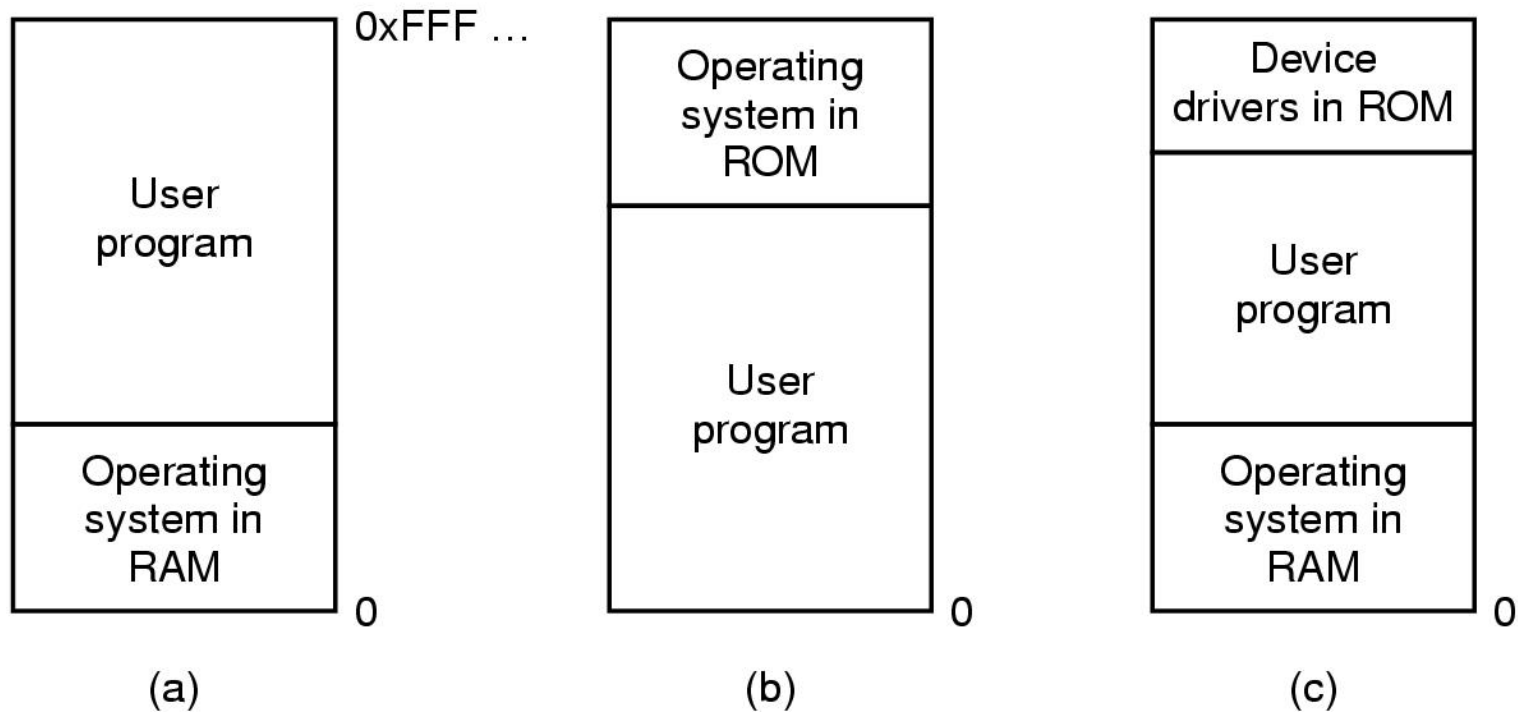 0xFFF ...
User
program
Operating
system in
RAM
0
(a)
Operating
system in
ROM
User
program
0
(b)
Device
drivers in ROM
User
program
Operating
system in
RAM
0
(c)